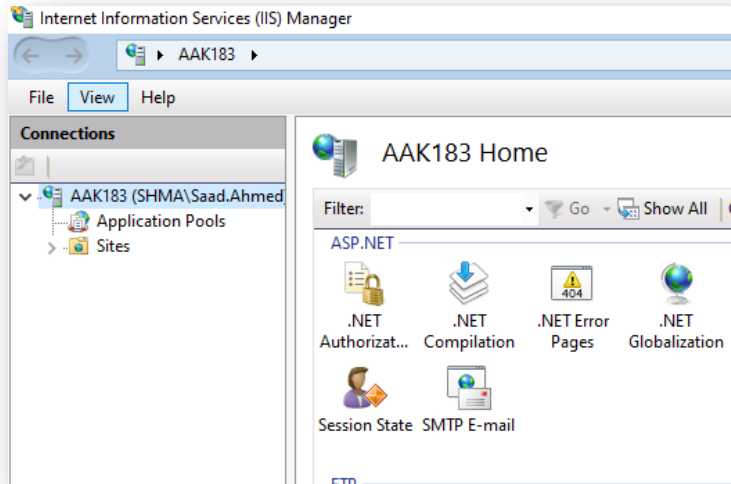 Internet Information Services (IIS) Manager
AAK183
File View Help
Connections
AAK183 (SHMA\Saad.Ahmed)
Application Pools
Sites
AAK183 Home
Filter: Go Show All
ASP.NET
.NET Authorizat...
.NET Compilation
404
.NET Error Pages
.NET Globalization
Session State
SMTP E-mail
FTP